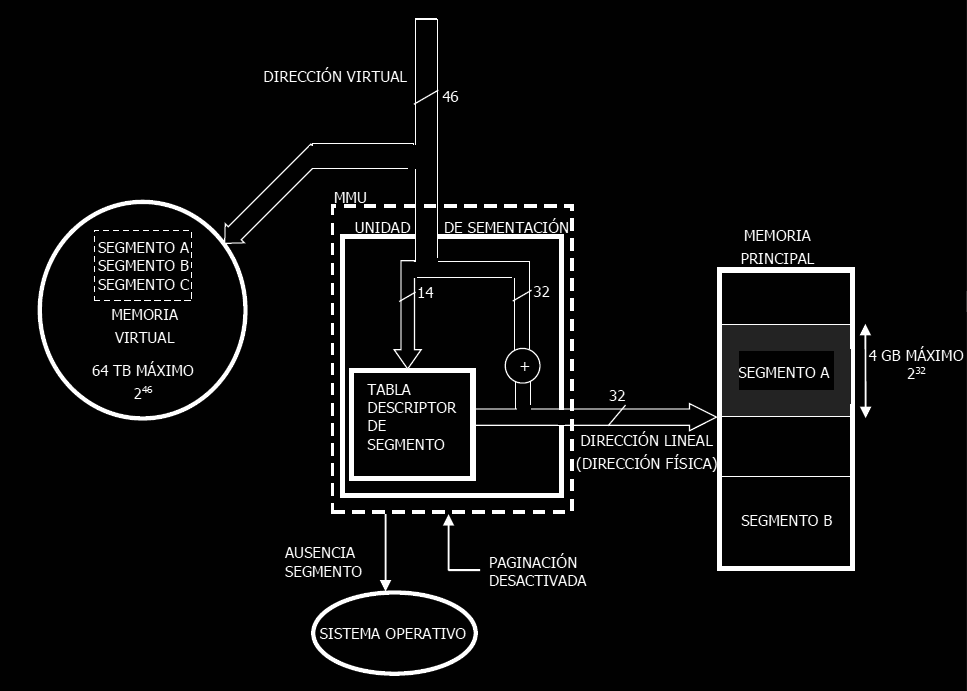 DIRECCIÓN VIRTUAL
46
MMU
UNIDAD DE SEMENTACIÓN
SEGMENTO A
SEGMENTO B
SEGMENTO C
MEMORIA
VIRTUAL
64 TB MÁXIMO
2⁴⁶
14
32
+
TABLA
DESCRIPTOR
DE
SEGMENTO
32
DIRECCIÓN LINEAL
(DIRECCIÓN FÍSICA)
MEMORIA
PRINCIPAL
SEGMENTO A
4 GB MÁXIMO
2³²
SEGMENTO B
AUSENCIA
SEGMENTO
PAGINACIÓN
DESACTIVADA
SISTEMA OPERATIVO